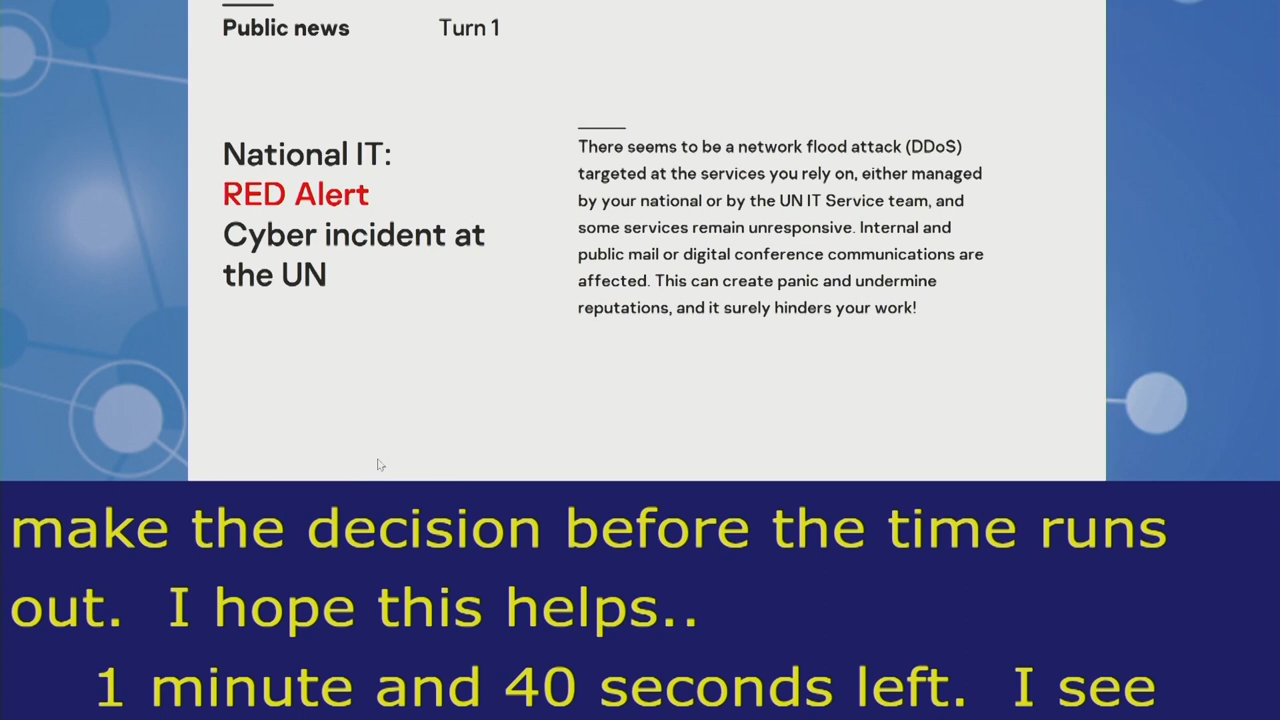 Public news
Turn 1
National IT:
RED Alert
Cyber incident at
the UN
There seems to be a network flood attack (DDoS)
targeted at the services you rely on, either managed
by your national or by the UN IT Service team, and
some services remain unresponsive. Internal and
public mail or digital conference communications are
affected. This can create panic and undermine
reputations, and it surely hinders your work!
make the decision before the time runs
out.  I hope this helps..
1 minute and 40 seconds left.  I see